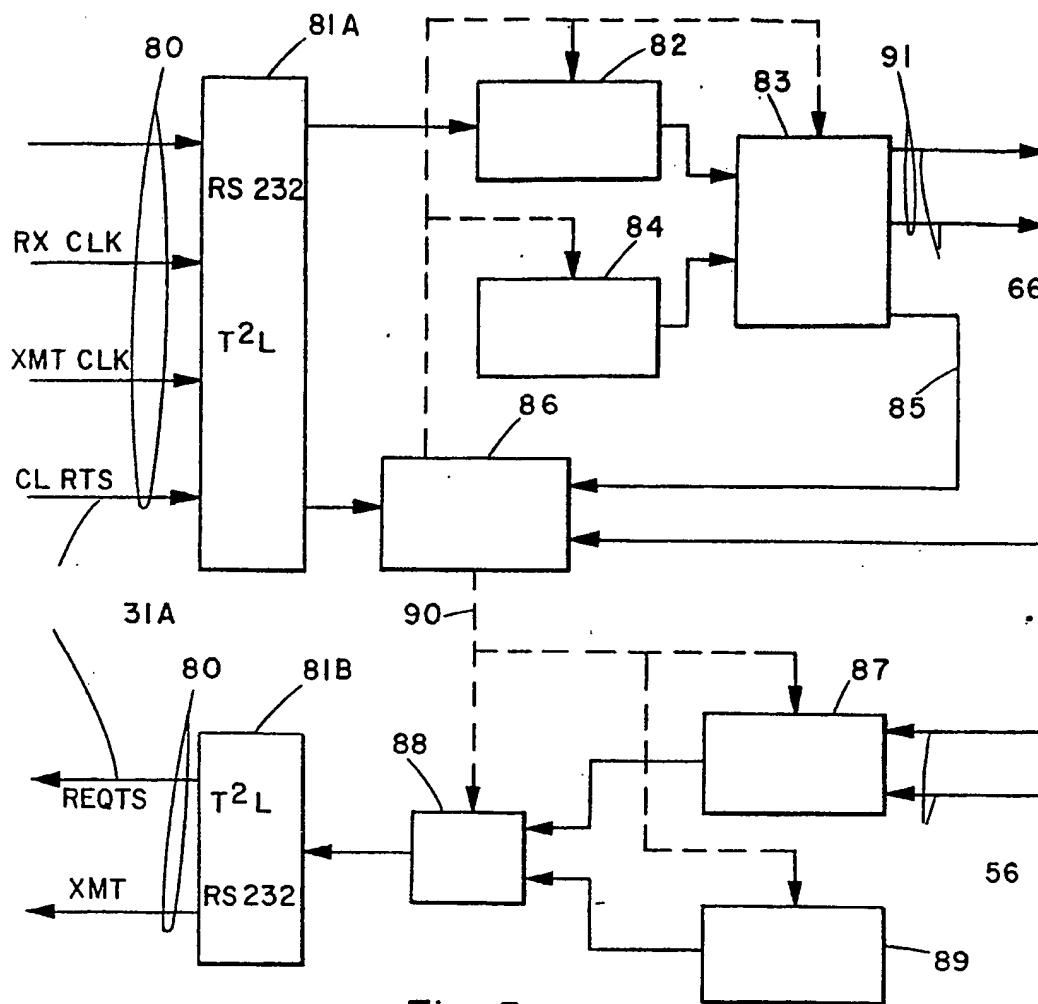 81A
80
82
91
83
RS 232
RX CLK
84
66
T2L
XMT CLK
86
85
CL RTS
90
31A
80
81B
87
88
T2L
REQTS
56
XMT
RS 232
89